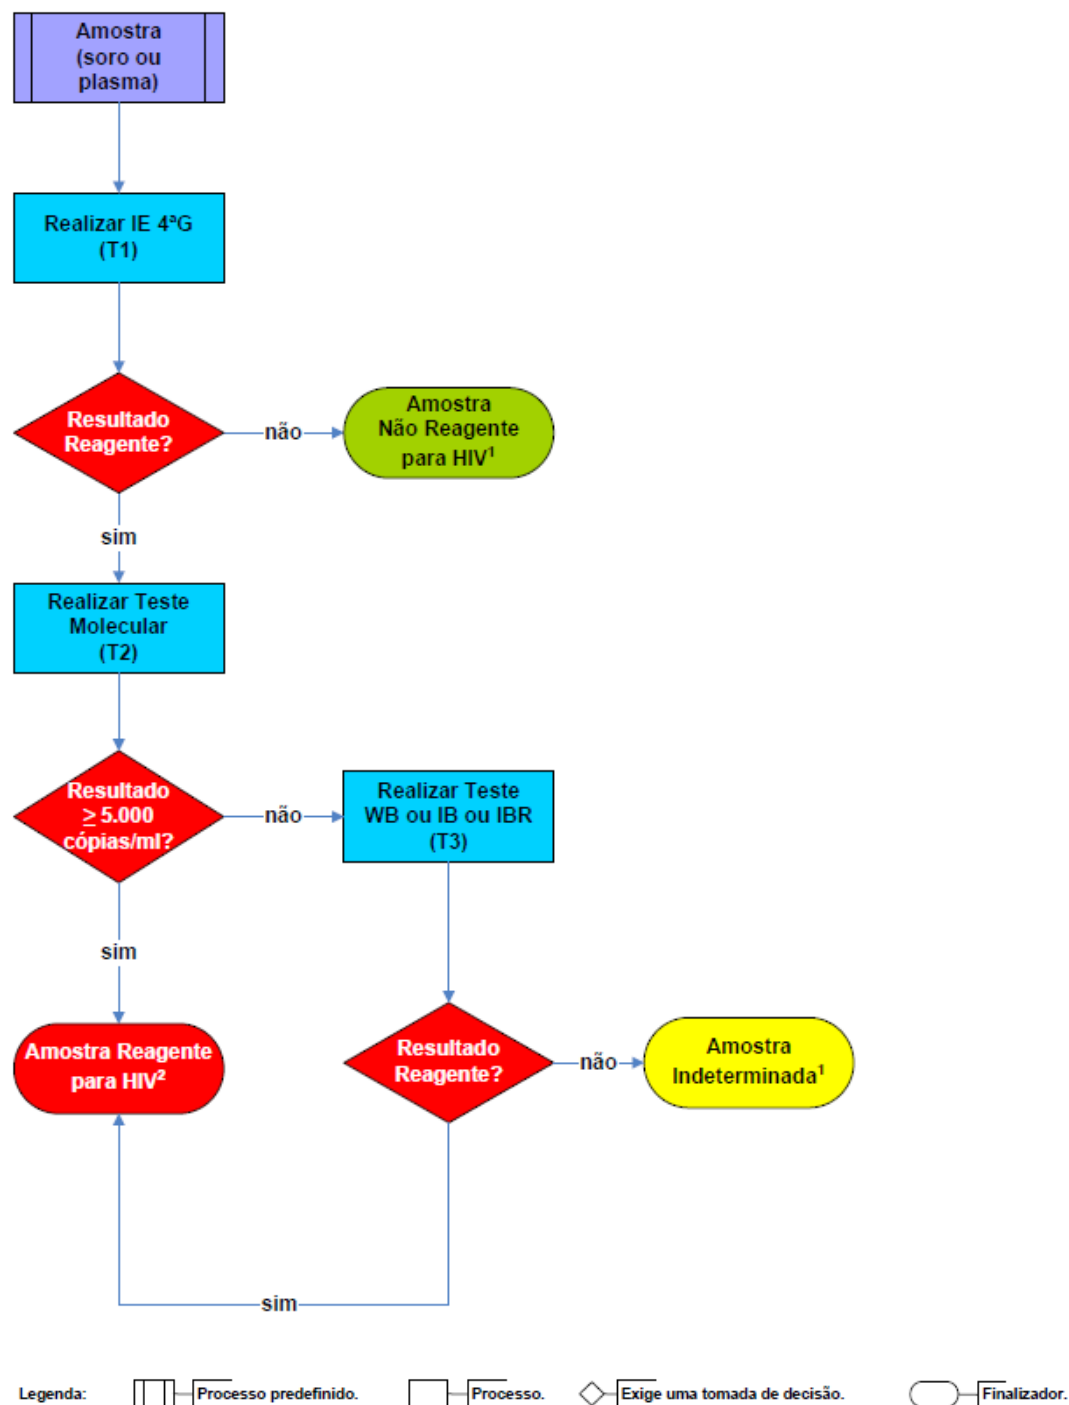 Amostra
(soro ou
plasma)
Realizar IE 4ªG
(T1)
Resultado
Reagente?
não
Amostra
Não Reagente
para HIV¹
sim
Realizar Teste
Molecular
(T2)
Resultado
≥ 5.000
cópias/ml?
não
Realizar Teste
WB ou IB ou IBR
(T3)
sim
Amostra Reagente
para HIV²
Resultado
Reagente?
não
Amostra
Indeterminada¹
sim
Legenda:
Processo predefinido.
Processo.
Exige uma tomada de decisão.
Finalizador.